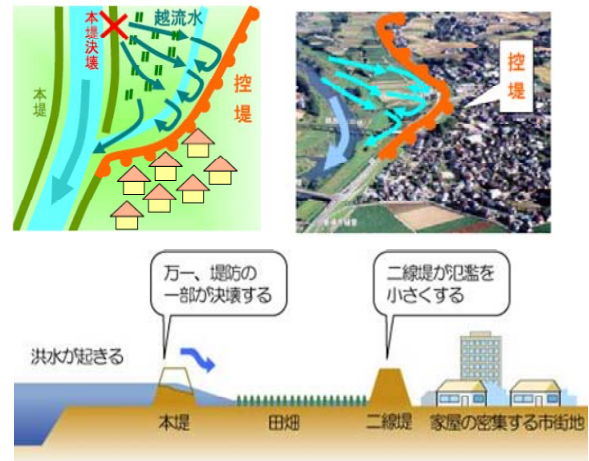 本堤決壊
越流水
控堤
本堤
控堤
万一、堤防の
一部が決壊する
二線堤が氾濫を
小さくする
洪水が起きる
本堤
田畑
二線堤
家屋の密集する市街地